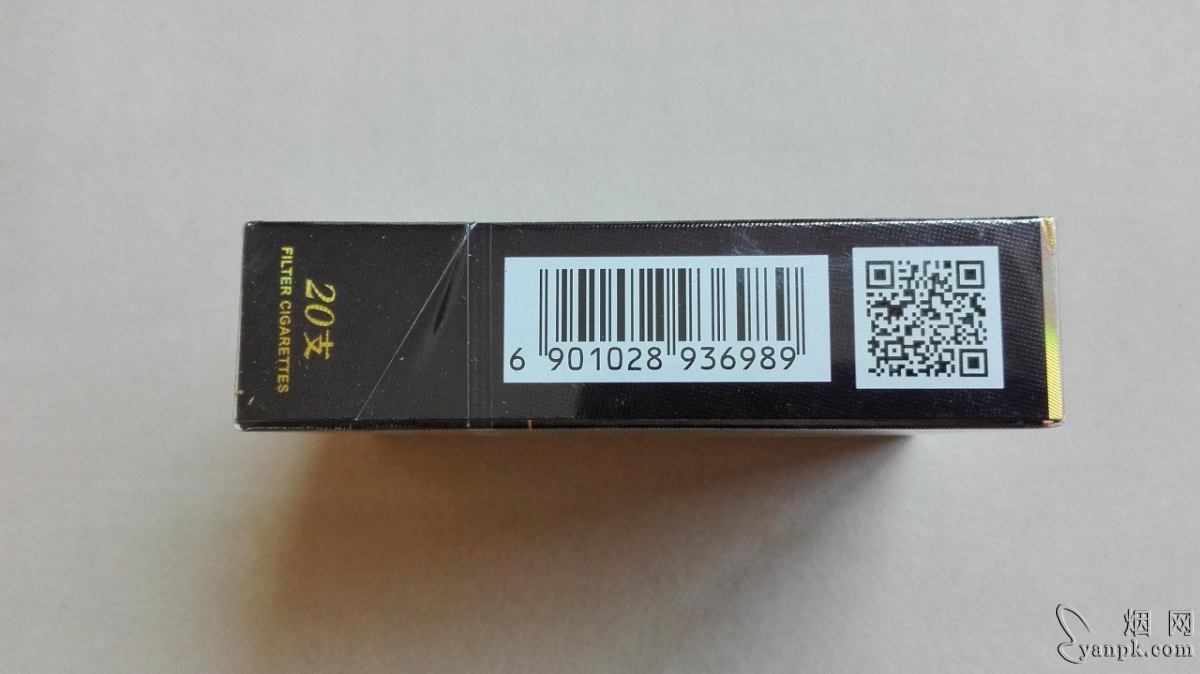 20支
FILTER CIGARETTES
6 901028 936989
烟网
yanpk.com